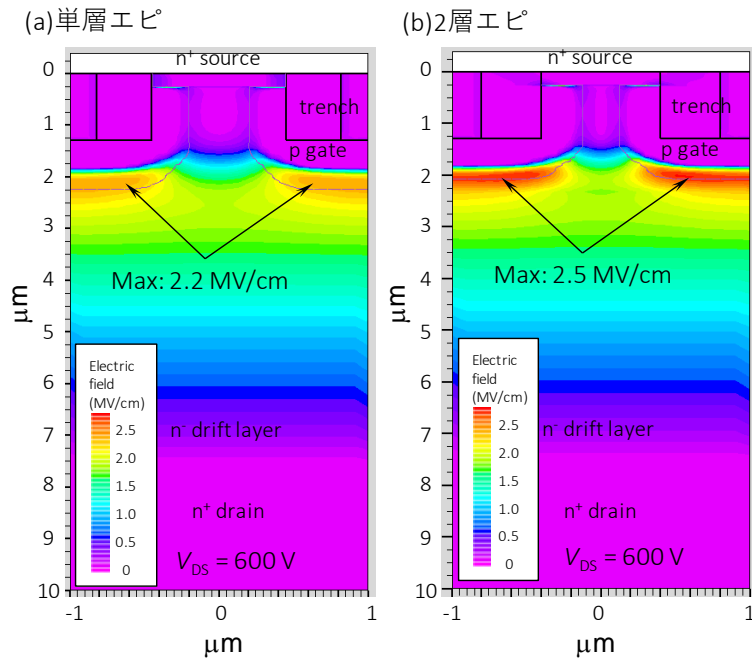 (a)単層エピ
n⁺ source
trench
p gate
Max: 2.2 MV/cm
Electric
field
(MV/cm)
2.5
2.0
1.5
1.0
0.5
0
n⁻ drift layer
n⁺ drain
V_DS = 600 V
0
1
2
3
4
5
6
7
8
9
10
μm
-1
0
1
μm
(b)2層エピ
n⁺ source
trench
p gate
Max: 2.5 MV/cm
Electric
field
(MV/cm)
2.5
2.0
1.5
1.0
0.5
0
n⁻ drift layer
n⁺ drain
V_DS = 600 V
0
1
2
3
4
5
6
7
8
9
10
μm
-1
0
1
μm